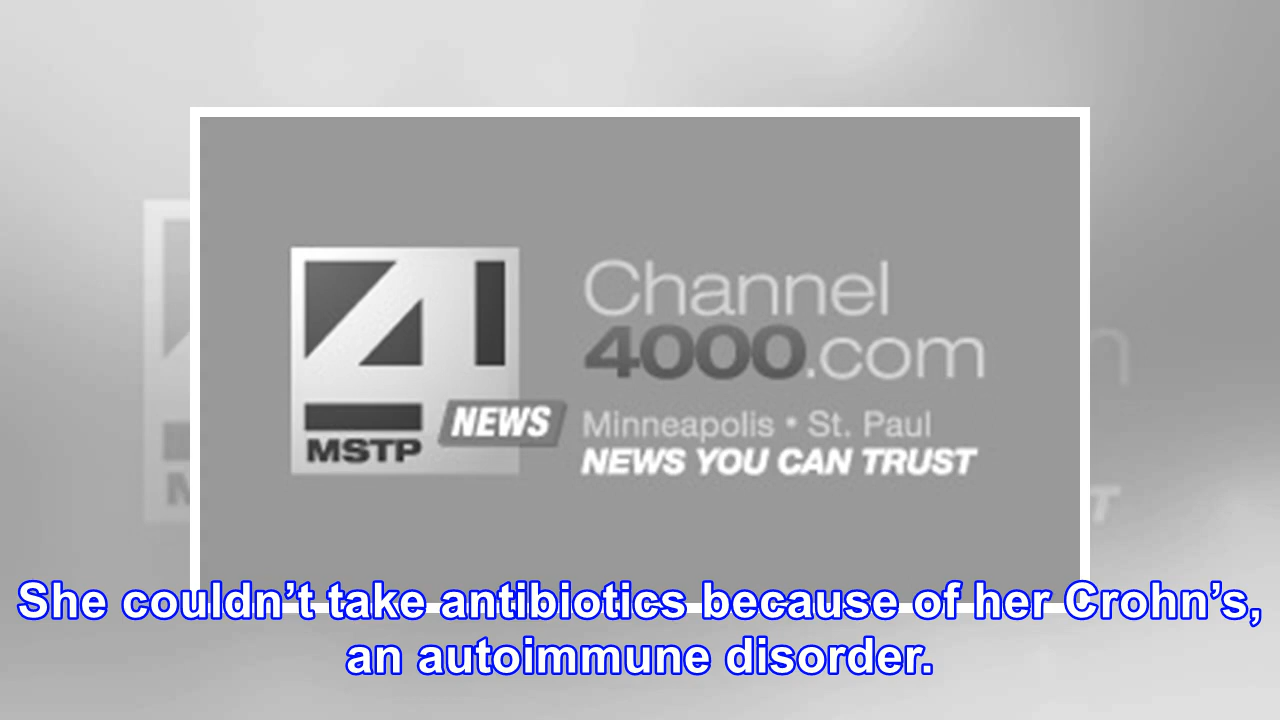 4
MSTP
NEWS
Channel
4000.com
Minneapolis • St. Paul
NEWS YOU CAN TRUST
She couldn’t take antibiotics because of her Crohn’s,
an autoimmune disorder.